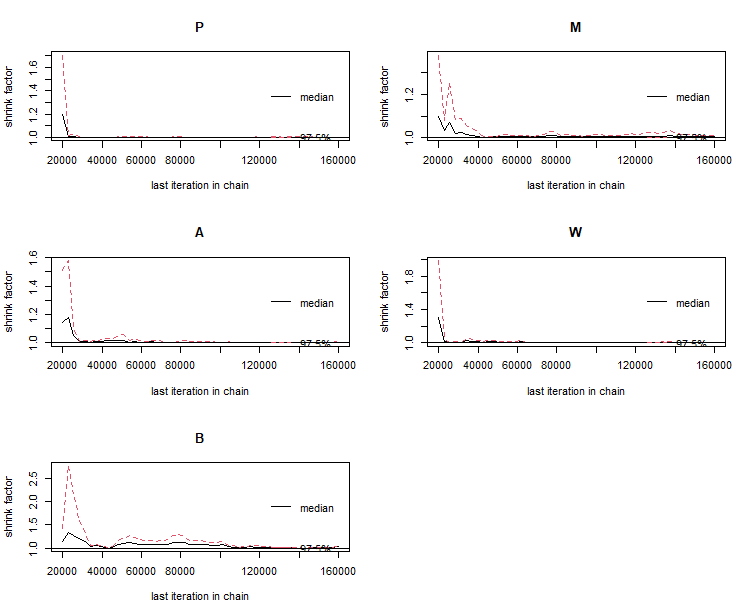 P
shrink factor
1.0 1.2 1.4 1.6
median
97.5%
20000 40000 60000 80000 120000 160000
last iteration in chain
M
shrink factor
1.0 1.2
median
97.5%
20000 40000 60000 80000 120000 160000
last iteration in chain
A
shrink factor
1.0 1.2 1.4 1.6
median
97.5%
20000 40000 60000 80000 120000 160000
last iteration in chain
W
shrink factor
1.0 1.4 1.8
median
97.5%
20000 40000 60000 80000 120000 160000
last iteration in chain
B
shrink factor
1.0 1.5 2.0 2.5
median
97.5%
20000 40000 60000 80000 120000 160000
last iteration in chain